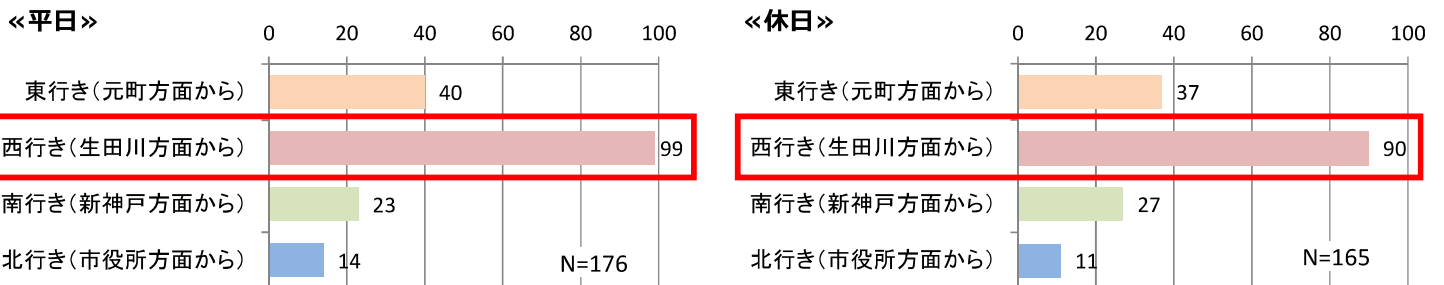 ≪平日≫
0 20 40 60 80 100
東行き(元町方面から) 40
西行き(生田川方面から) 99
南行き(新神戸方面から) 23
北行き(市役所方面から) 14
N=176
≪休日≫
0 20 40 60 80 100
東行き(元町方面から) 37
西行き(生田川方面から) 90
南行き(新神戸方面から) 27
北行き(市役所方面から) 11
N=165